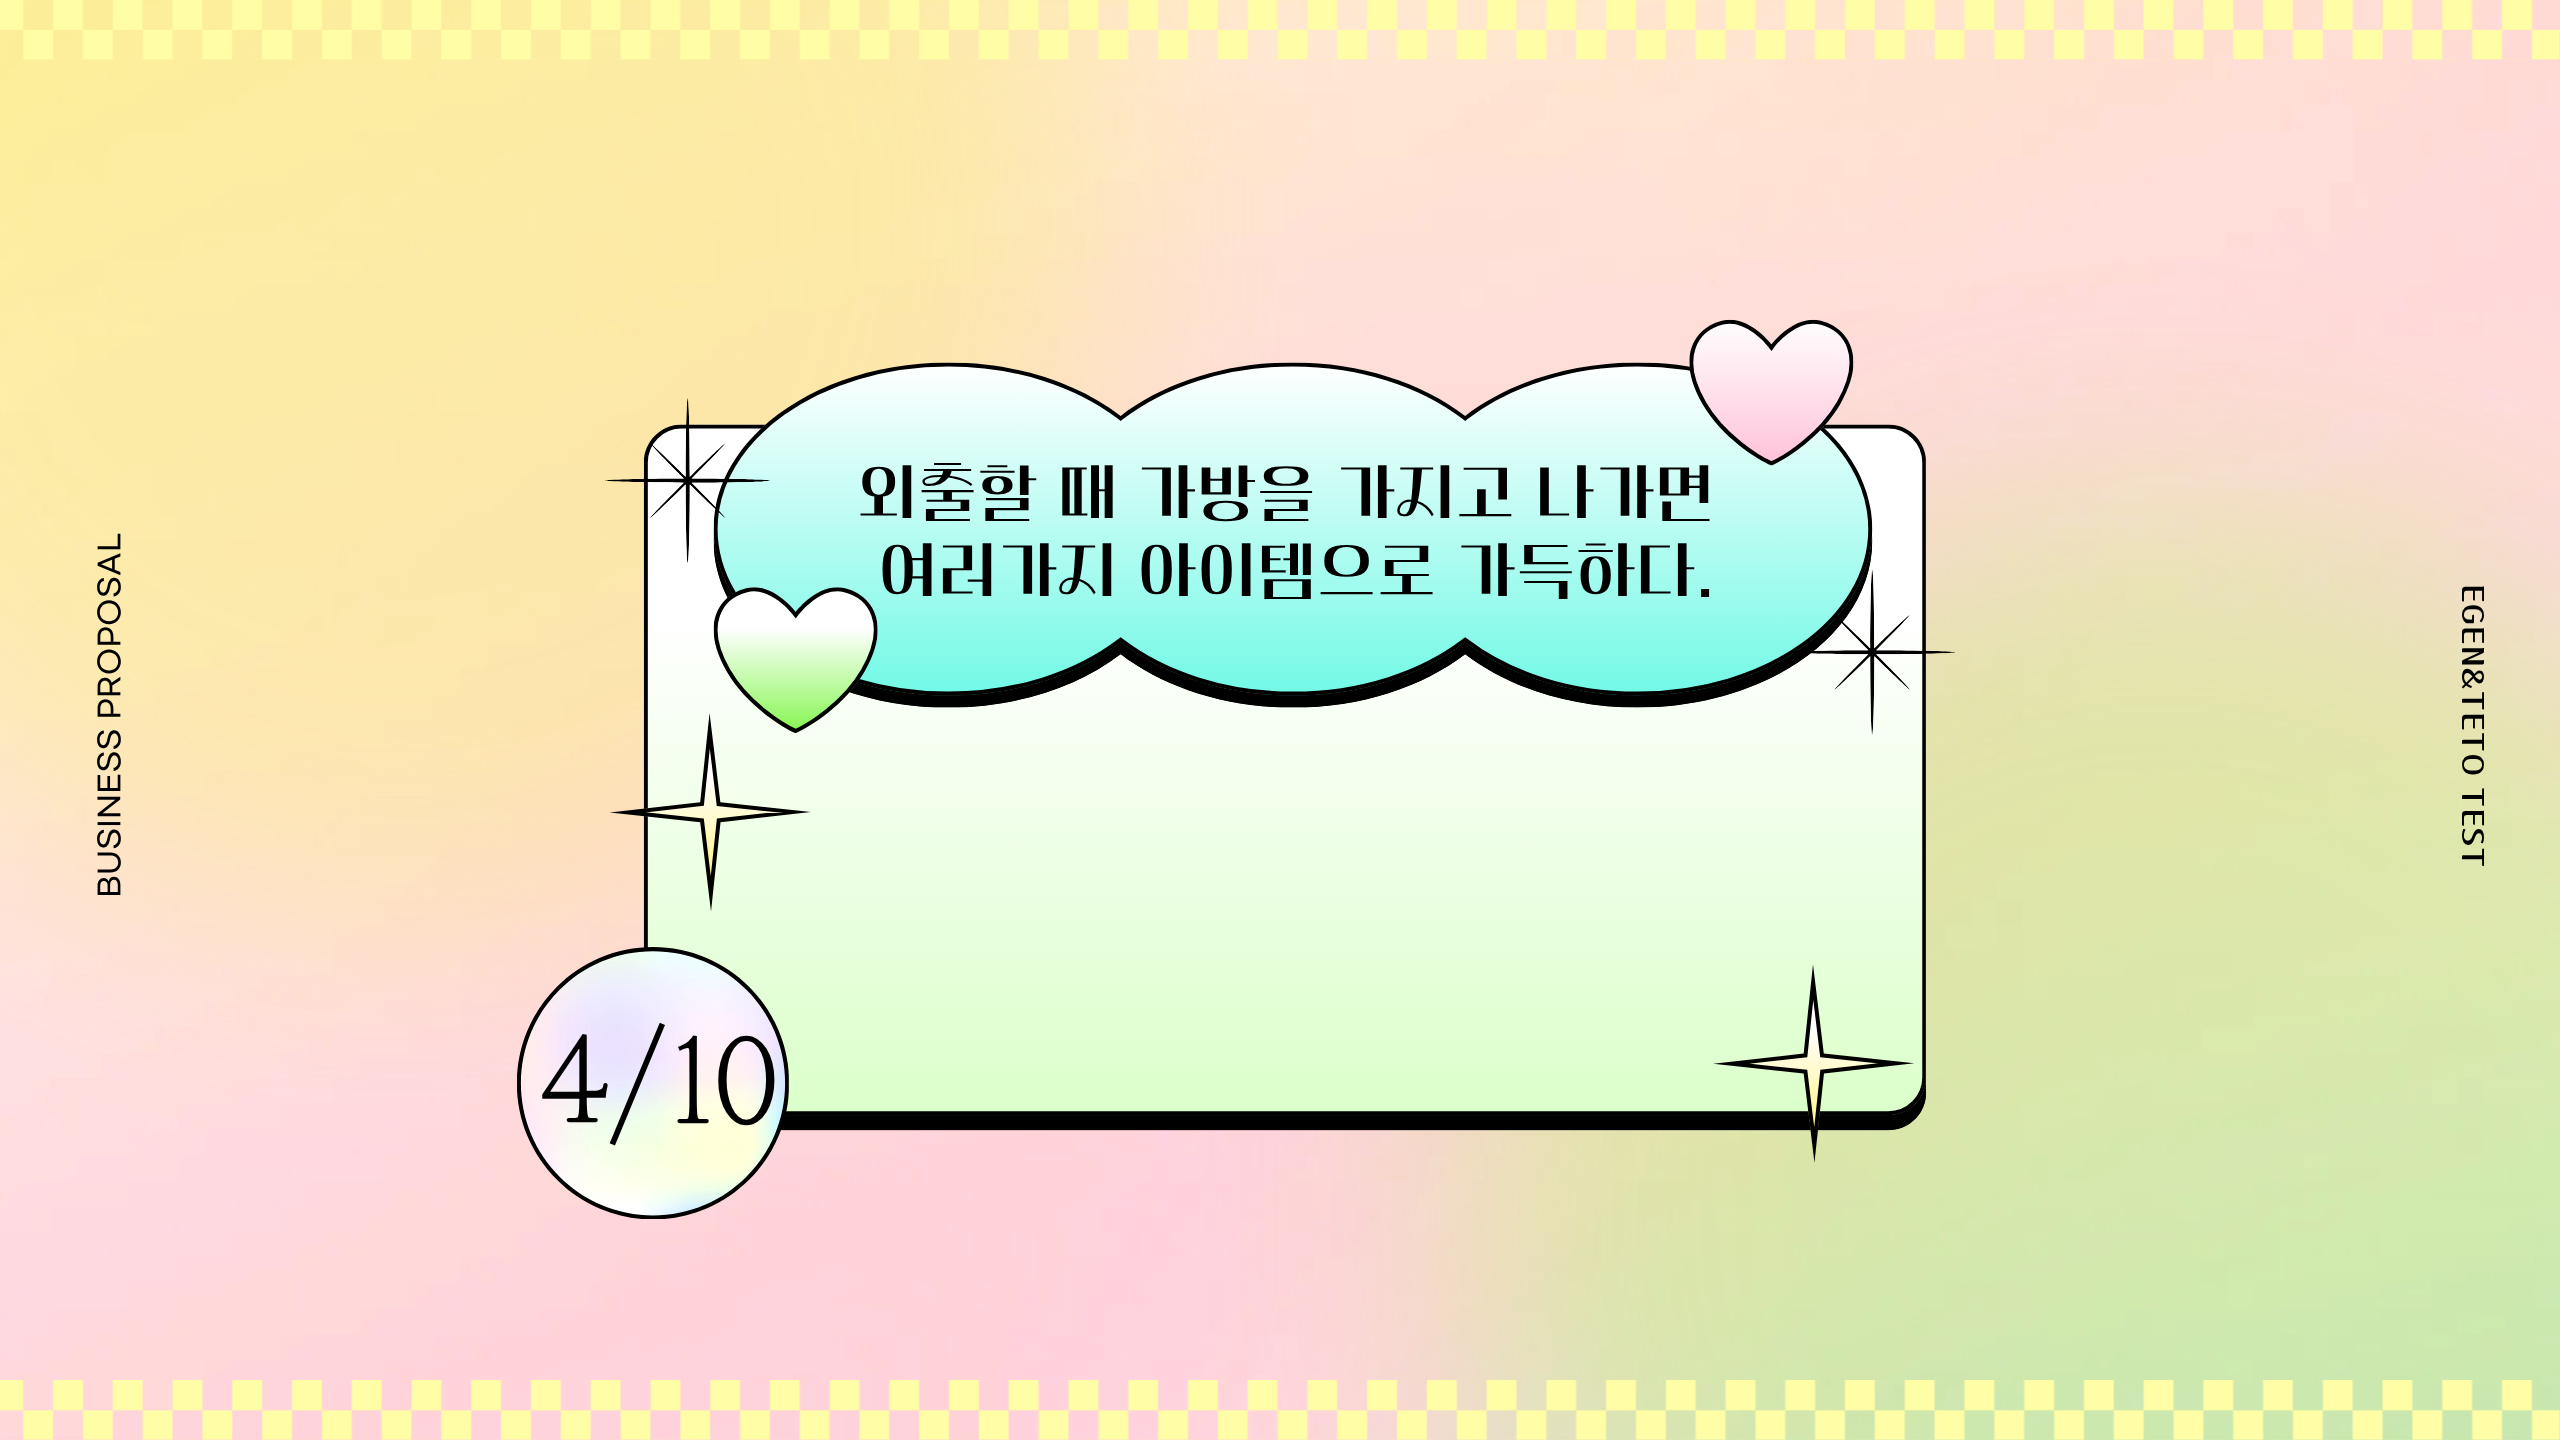 외출할 때 가방을 가지고 나가면
여러가지 아이템으로 가득하다.
BUSINESS PROPOSAL
EGEN&TETO TEST
4/10